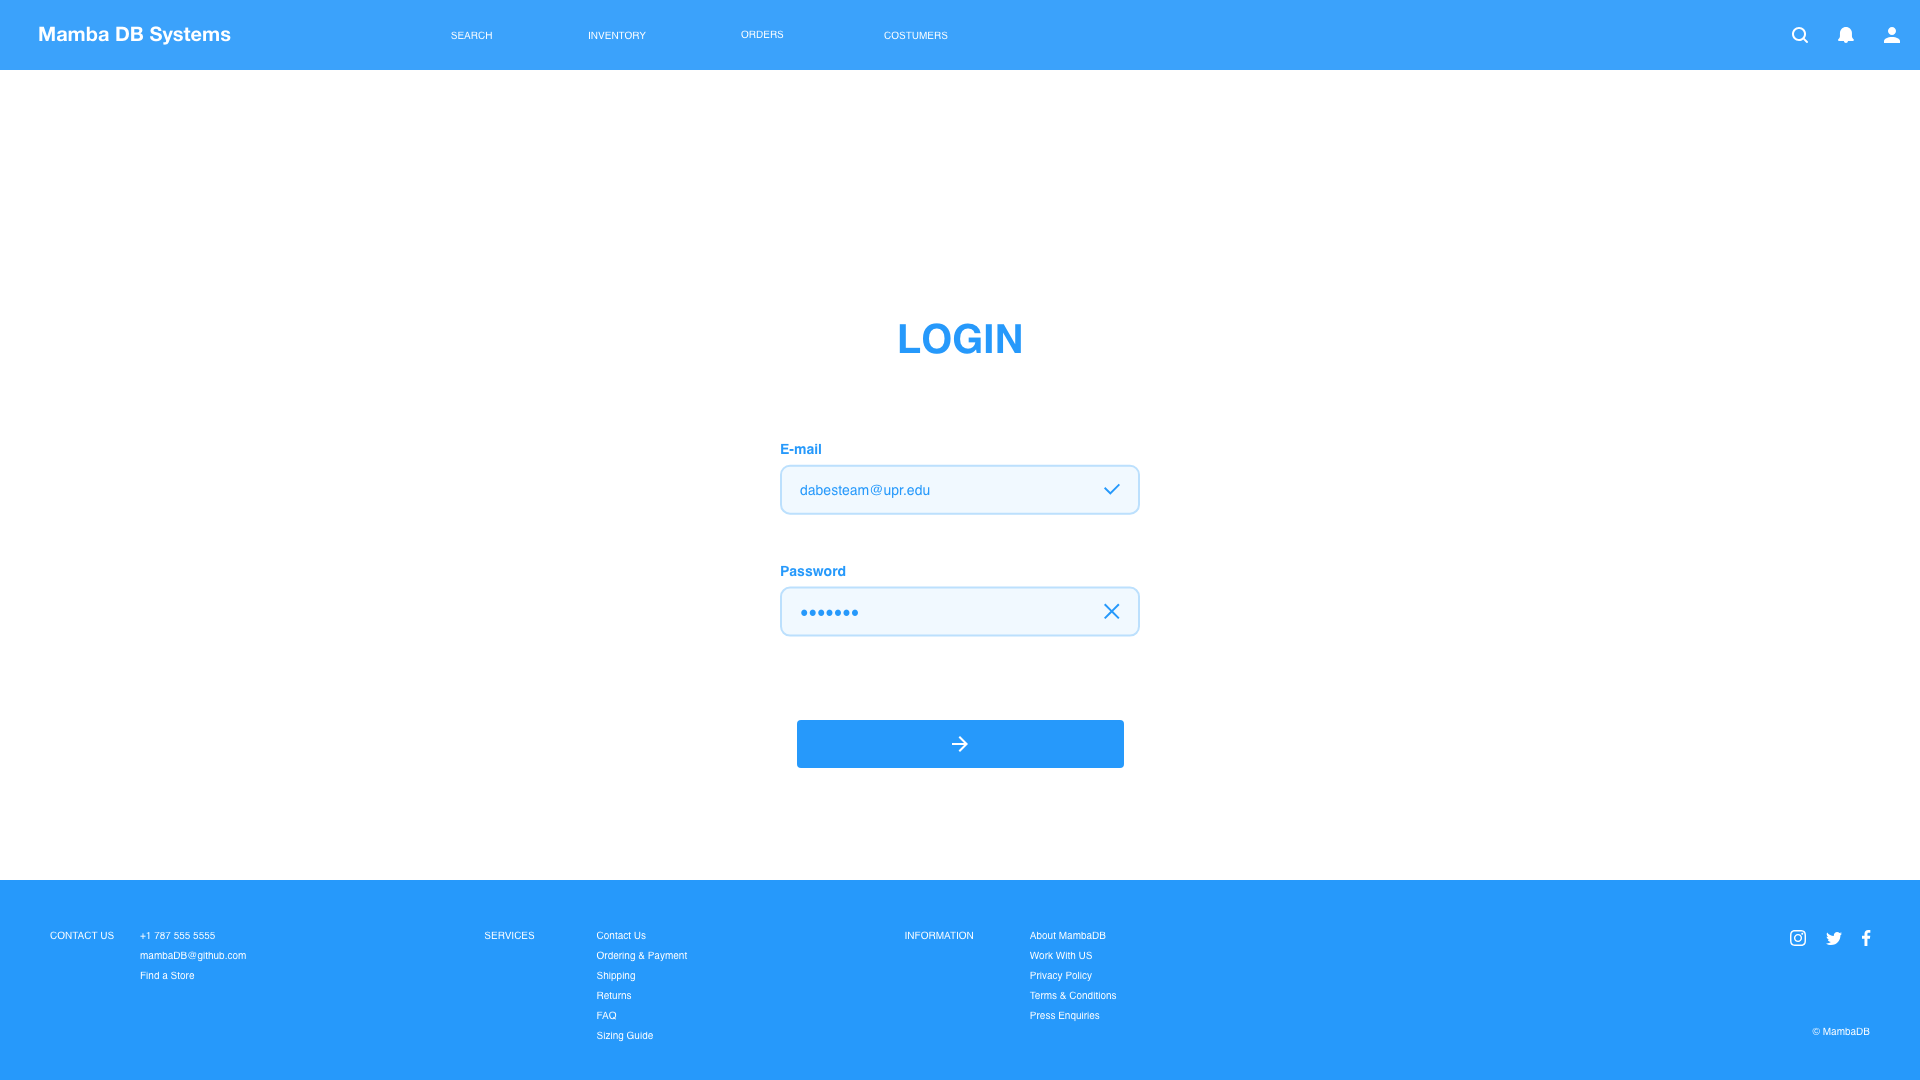 Mamba DB Systems
SEARCH
INVENTORY
ORDERS
COSTUMERS
LOGIN
E-mail
dabesteam@upr.edu
Password
CONTACT US
+1 787 555 5555
mambaDB@github.com
Find a Store
SERVICES
Contact Us
Ordering & Payment
Shipping
Returns
FAQ
Sizing Guide
INFORMATION
About MambaDB
Work With US
Privacy Policy
Terms & Conditions
Press Enquiries
© MambaDB